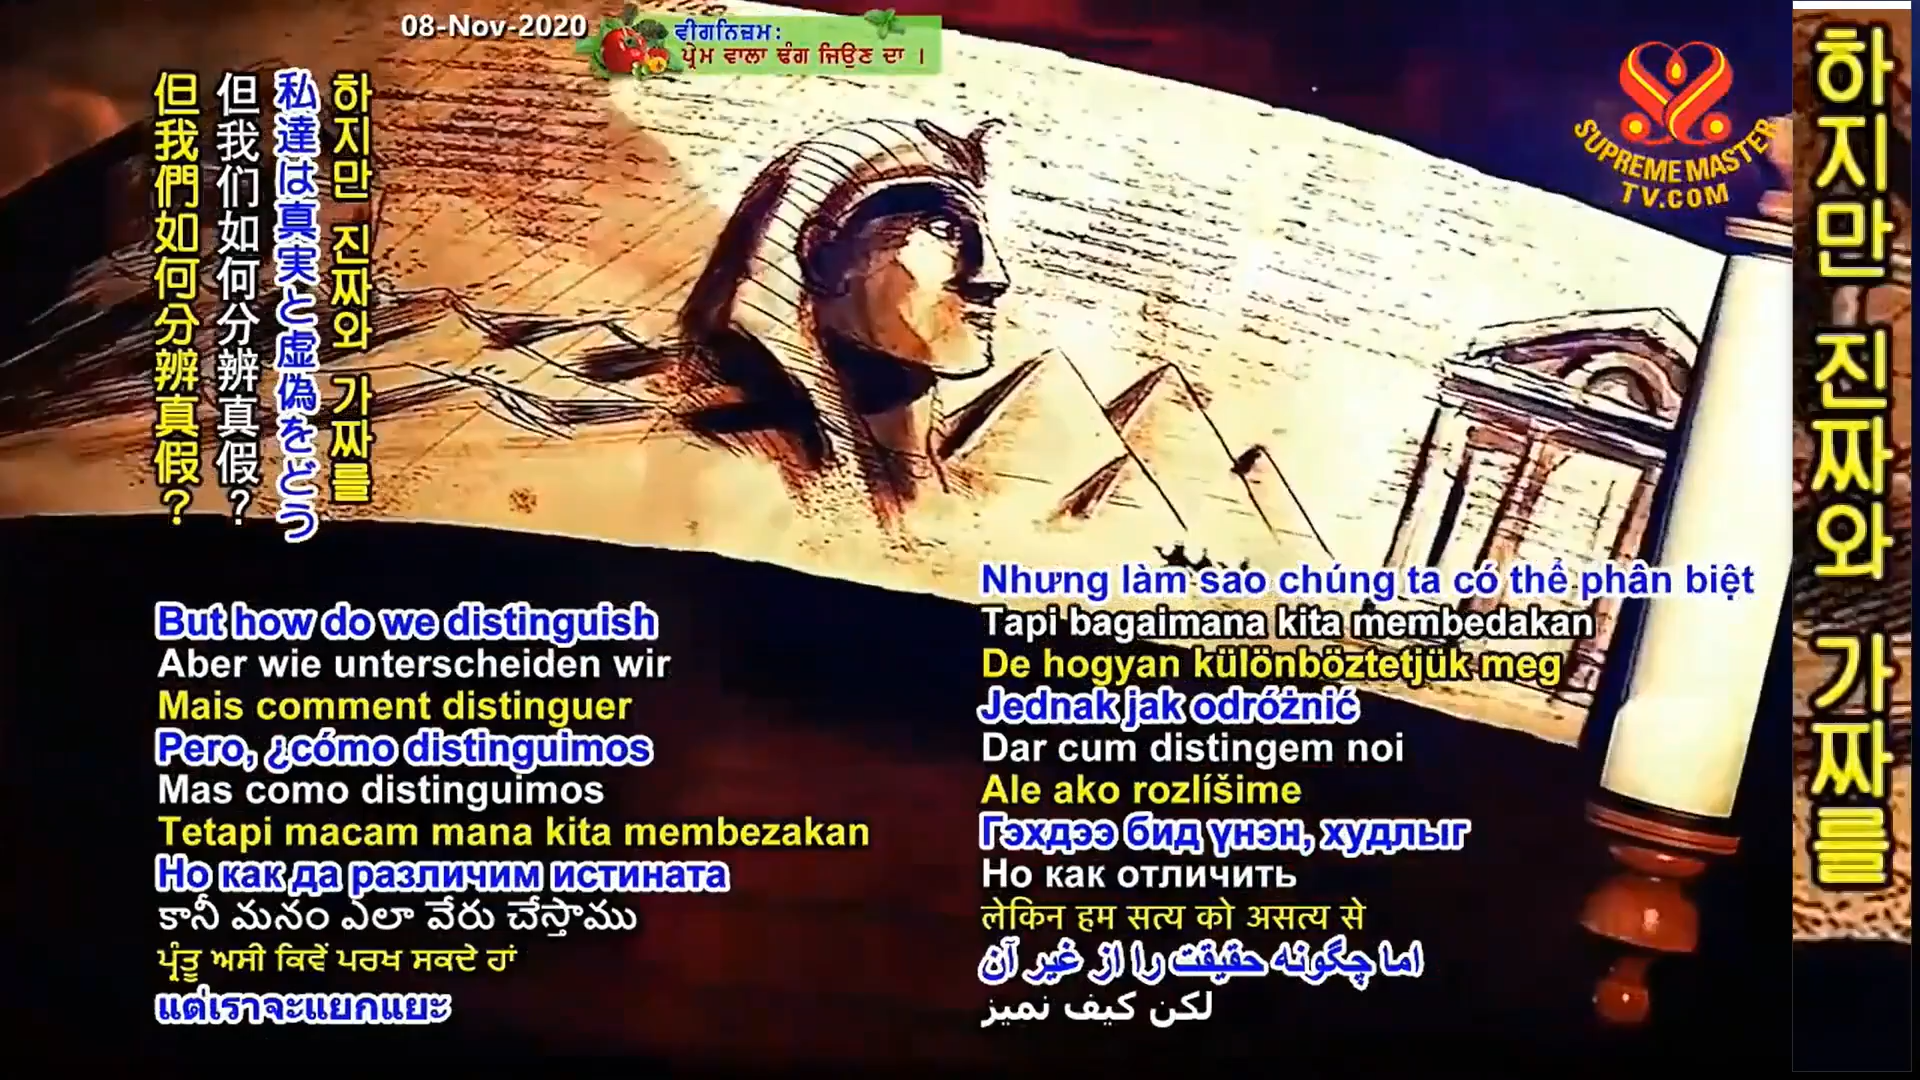 08-Nov-2020
ਵੀਗਨਿਜ਼ਮ:
ਪ੍ਰੇਮ ਵਾਲਾ ਢੰਗ ਜਿਉਣ ਦਾ ।
SUPREME MASTER
TV.COM
하지만 진짜와 가짜를
私達は真実と虚偽をどう
但我们如何分辨真假？
但我們如何分辨真假？
But how do we distinguish
Aber wie unterscheiden wir
Mais comment distinguer
Pero, ¿cómo distinguimos
Mas como distinguimos
Tetapi macam mana kita membezakan
Но как да различим истината
కానీ మనం ఎలా వేరు చేస్తాము
ਪ੍ਰੰਤੂ ਅਸੀ ਕਿਵੇਂ ਪਰਖ ਸਕਦੇ ਹਾਂ
แต่เราจะแยกแยะ
Nhưng làm sao chúng ta có thể phân biệt
Tapi bagaimana kita membedakan
De hogyan különböztetjük meg
Jednak jak odróżnić
Dar cum distingem noi
Ale ako rozlíšime
Гэхдээ бид үнэн, худлыг
Но как отличить
लेकिन हम सत्य को असत्य से
اما چگونه حقیقت را از غیر آن
لكن كيف نميز
하지만 진짜와 가짜를